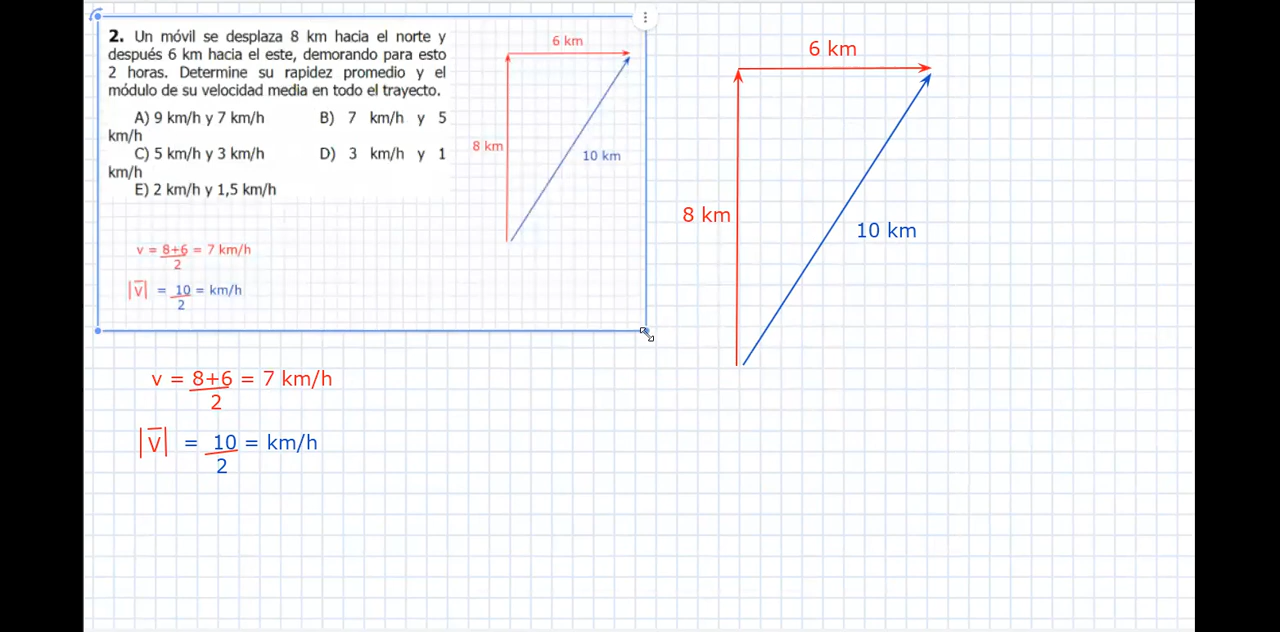 2. Un móvil se desplaza 8 km hacia el norte y
después 6 km hacia el este, demorando para esto
2 horas. Determine su rapidez promedio y el
módulo de su velocidad media en todo el trayecto.
A) 9 km/h y 7 km/h B) 7 km/h y 5
km/h
C) 5 km/h y 3 km/h D) 3 km/h y 1
km/h
E) 2 km/h y 1,5 km/h
6 km
8 km
10 km
v = 8+6 = 7 km/h
2
|v̅| = 10 = km/h
2
6 km
8 km
10 km
v = 8+6 = 7 km/h
2
|v̅| = 10 = km/h
2